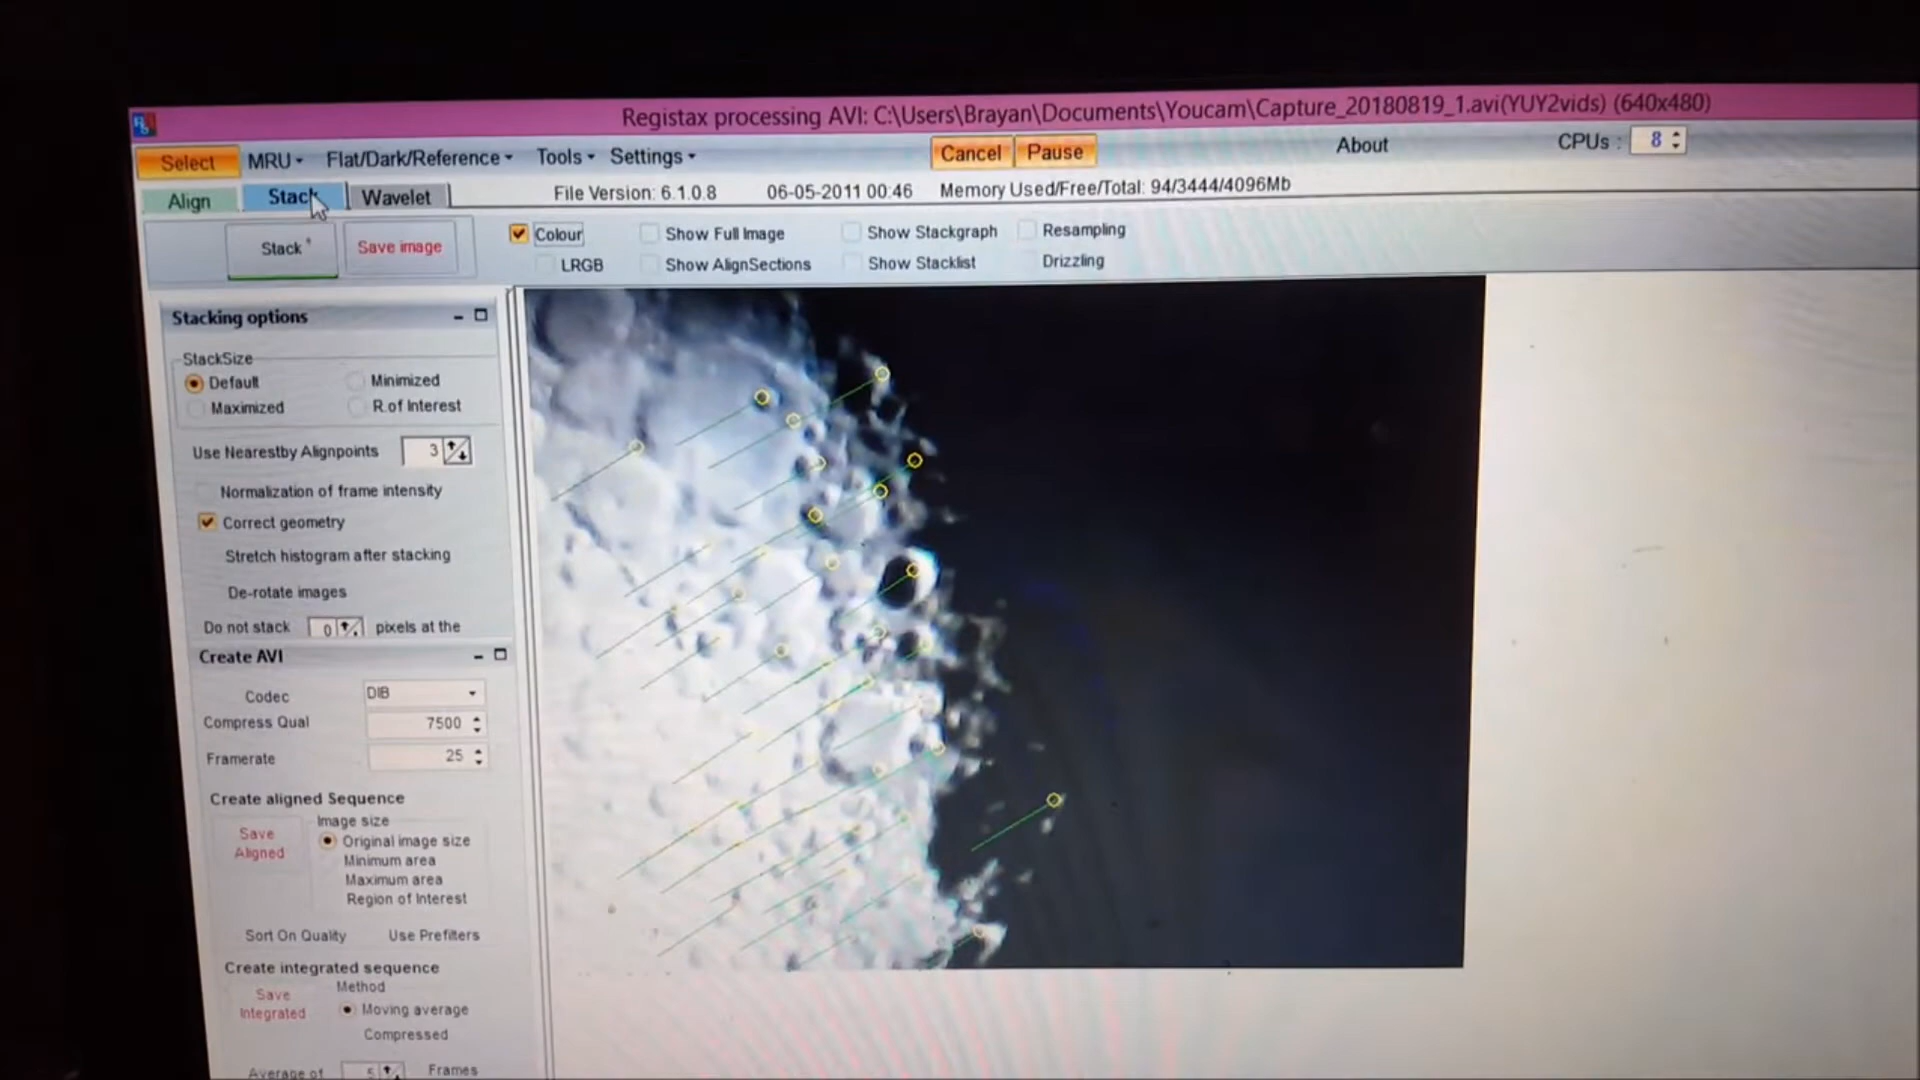 Registax processing AVI: C:\Users\Brayan\Documents\Youcam\Capture_20180819_1.avi(YUY2vids) (640x480)
Select MRU Flat/Dark/Reference Tools Settings Cancel Pause About CPUs : 8
Align Stack Wavelet File Version: 6.1.0.8 06-05-2011 00:46 Memory Used/Free/Total: 94/3444/4096Mb
Stack Save image Colour Show Full Image Show Stackgraph Resampling
LRGB Show AlignSections Show Stacklist Drizzling
Stacking options
StackSize
Default Minimized
Maximized R.of Interest
Use Nearestby Alignpoints 3
Normalization of frame intensity
Correct geometry
Stretch histogram after stacking
De-rotate images
Do not stack 0 pixels at the
Create AVI
Codec DIB
Compress Qual 7500
Framerate 25
Create aligned Sequence
Image size
Save Aligned
Original image size
Minimum area
Maximum area
Region of Interest
Sort On Quality Use Prefilters
Create integrated sequence
Method
Save Integrated
Moving average
Compressed
Average of 5 Frames